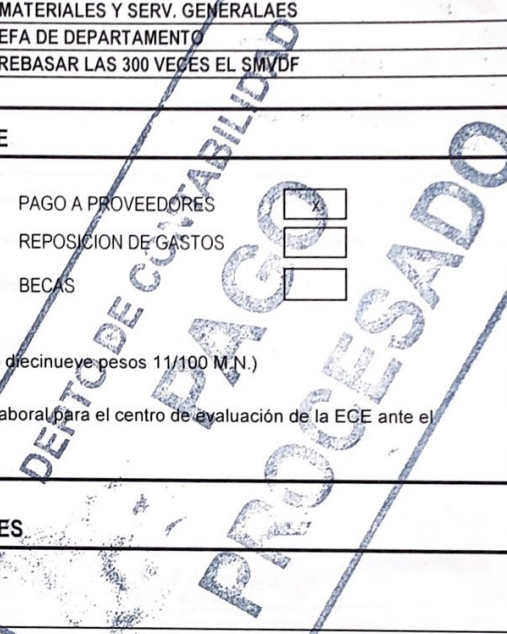 MATERIALES Y SERV. GENERALAES
EFA DE DEPARTAMENTO
REBASAR LAS 300 VECES EL SMVDF
E
PAGO A PROVEEDORES X
REPOSICION DE GASTOS
BECAS
diecinueve pesos 11/100 M.N.)
aboral para el centro de evaluación de la ECE ante el
ES
DEPTO DE CONTABILIDAD
PAGO
PROCESADO